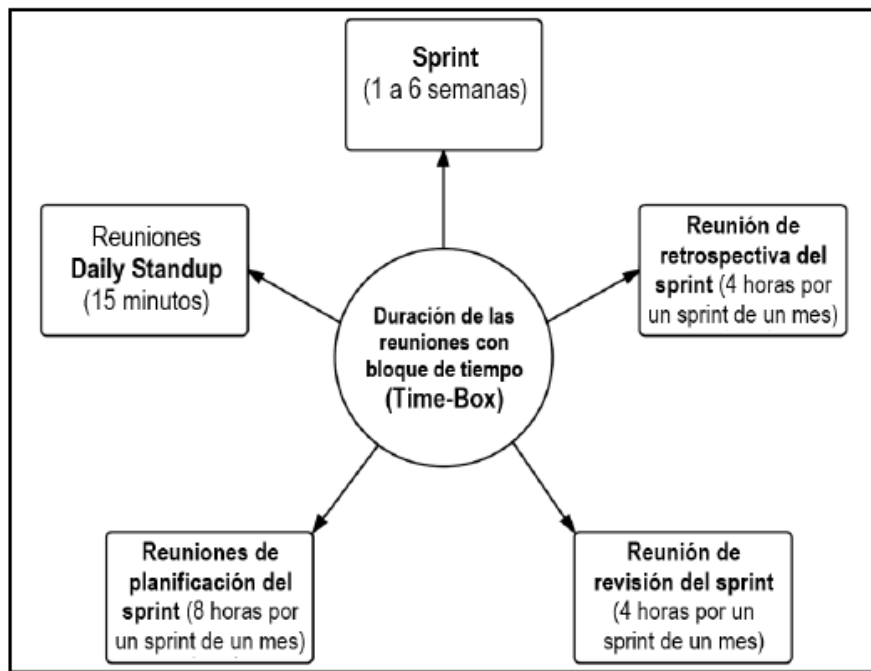 Sprint
(1 a 6 semanas)
Reuniones
Daily Standup
(15 minutos)
Reunión de
retrospectiva del
sprint (4 horas por
un sprint de un mes)
Duración de las
reuniones con
bloque de tiempo
(Time-Box)
Reuniones de
planificación del
sprint (8 horas por
un sprint de un mes)
Reunión de
revisión del sprint
(4 horas por un
sprint de un mes)